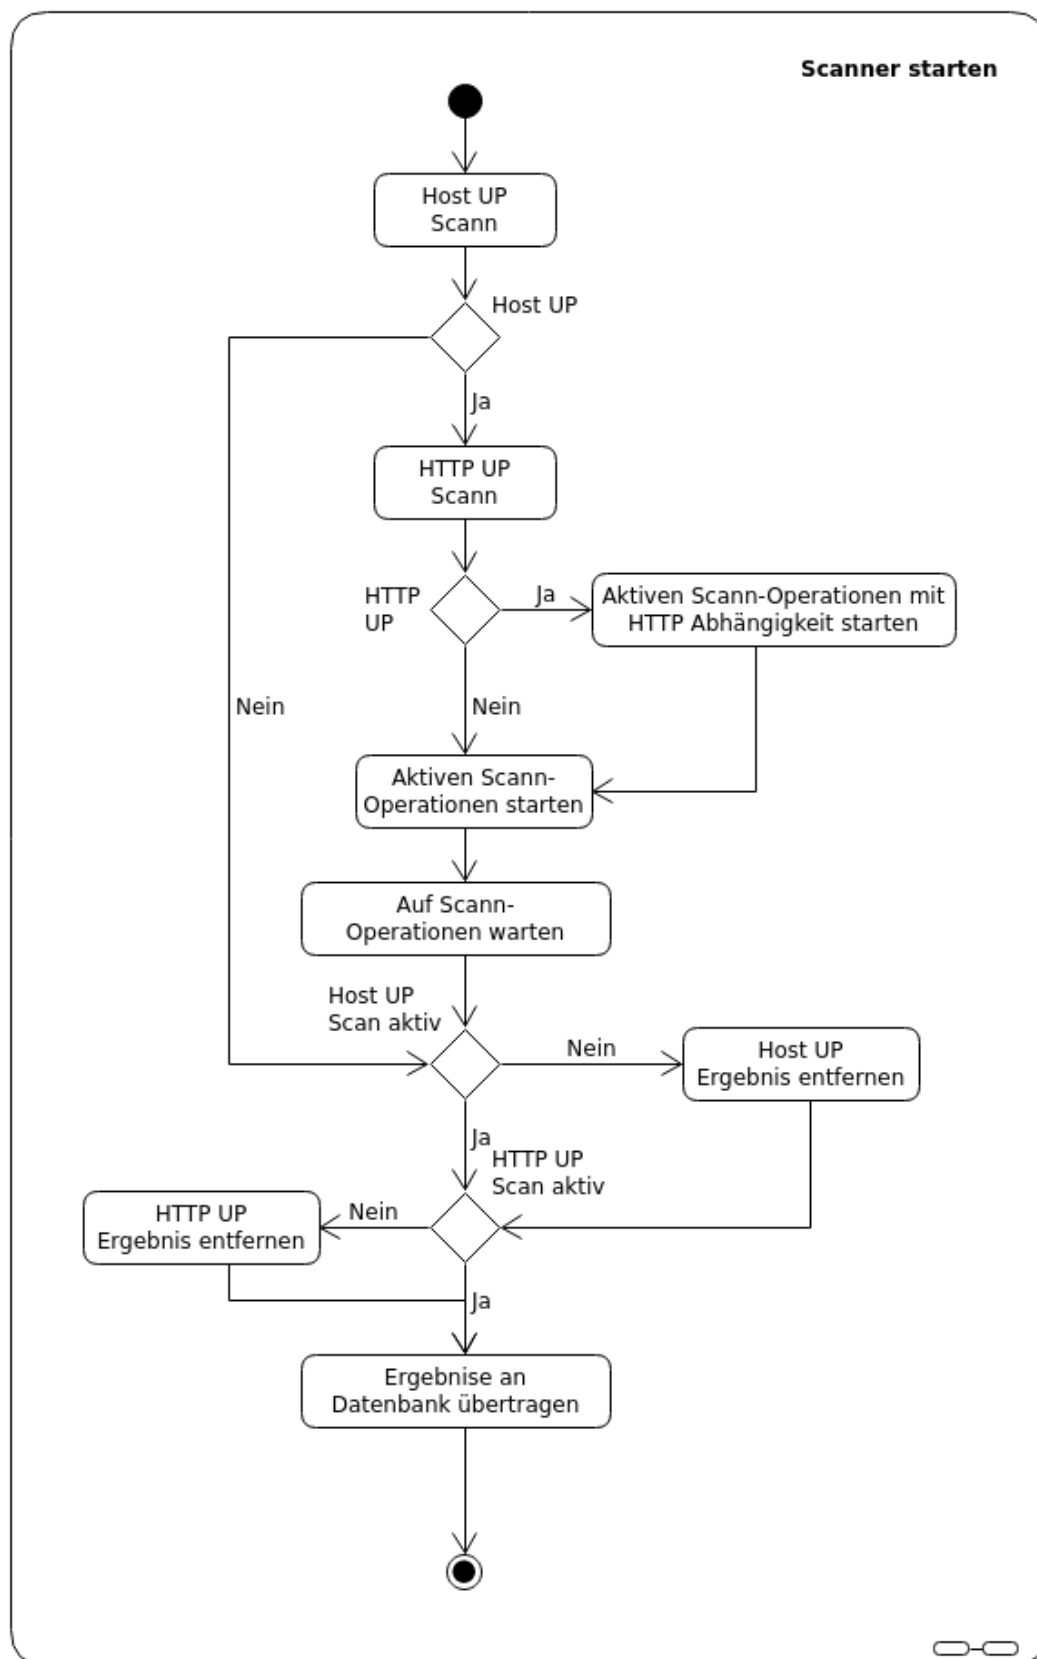 Scanner starten
Host UP
Scann
Host UP
Ja
HTTP UP
Scann
HTTP
UP
Ja
Aktiven Scann-Operationen mit
HTTP Abhängigkeit starten
Nein
Nein
Aktiven Scann-
Operationen starten
Auf Scann-
Operationen warten
Host UP
Scan aktiv
Nein
Host UP
Ergebnis entfernen
Ja
HTTP UP
Scan aktiv
Nein
HTTP UP
Ergebnis entfernen
Ja
Ergebnise an
Datenbank übertragen